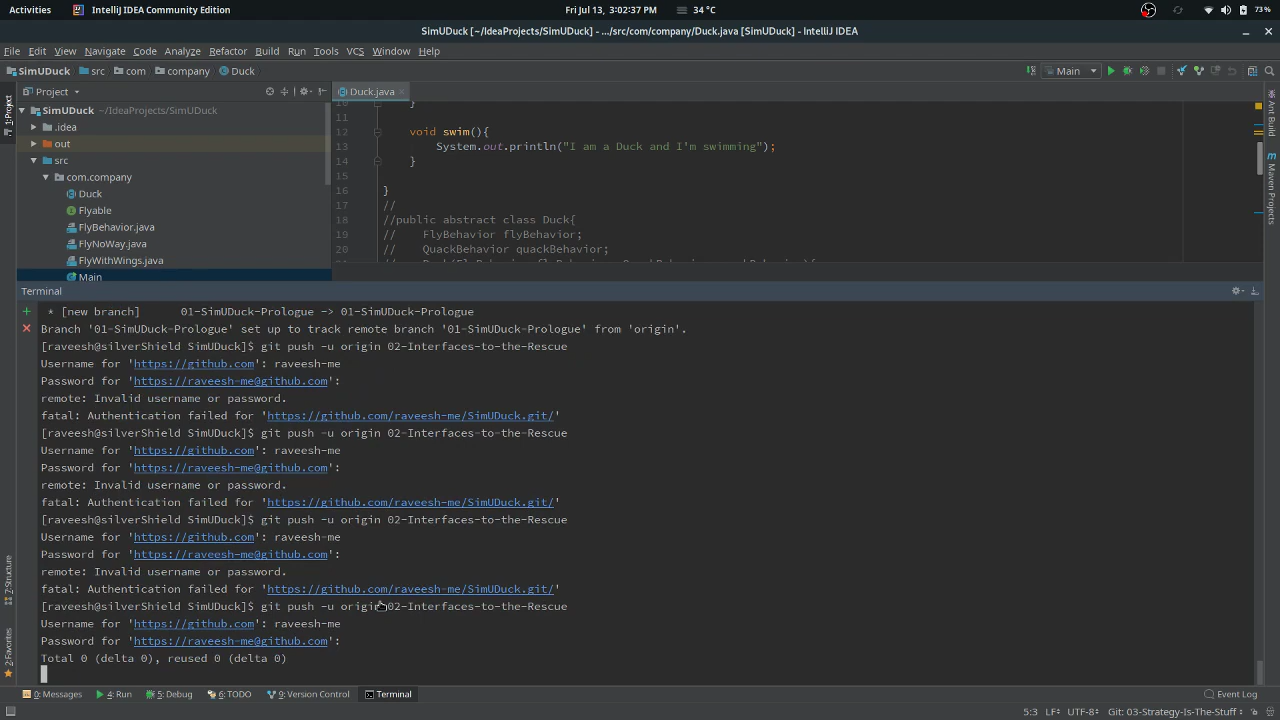 Activities IntelliJ IDEA Community Edition Fri Jul 13, 3:02:37 PM 34 °C 73%
SimUDuck [~/IdeaProjects/SimUDuck] – .../src/com/company/Duck.java [SimUDuck] - IntelliJ IDEA
File Edit View Navigate Code Analyze Refactor Build Run Tools VCS Window Help
SimUDuck src com company Duck Main
Project Duck.java
SimUDuck ~/IdeaProjects/SimUDuck
.idea
out
src
com.company
Duck
Flyable
FlyBehavior.java
FlyNoWay.java
FlyWithWings.java
Main
1: Project
Ant Build
Maven Projects
10 }
11
12 void swim(){
13 System.out.println("I am a Duck and I'm swimming");
14 }
15
16 }
17 //
18 //public abstract class Duck{
19 // FlyBehavior flyBehavior;
20 // QuackBehavior quackBehavior;
Terminal
* [new branch] 01-SimUDuck-Prologue -> 01-SimUDuck-Prologue
Branch '01-SimUDuck-Prologue' set up to track remote branch '01-SimUDuck-Prologue' from 'origin'.
[raveesh@silverShield SimUDuck]$ git push -u origin 02-Interfaces-to-the-Rescue
Username for 'https://github.com': raveesh-me
Password for 'https://raveesh-me@github.com':
remote: Invalid username or password.
fatal: Authentication failed for 'https://github.com/raveesh-me/SimUDuck.git/'
[raveesh@silverShield SimUDuck]$ git push -u origin 02-Interfaces-to-the-Rescue
Username for 'https://github.com': raveesh-me
Password for 'https://raveesh-me@github.com':
remote: Invalid username or password.
fatal: Authentication failed for 'https://github.com/raveesh-me/SimUDuck.git/'
[raveesh@silverShield SimUDuck]$ git push -u origin 02-Interfaces-to-the-Rescue
Username for 'https://github.com': raveesh-me
Password for 'https://raveesh-me@github.com':
remote: Invalid username or password.
fatal: Authentication failed for 'https://github.com/raveesh-me/SimUDuck.git/'
[raveesh@silverShield SimUDuck]$ git push -u origin 02-Interfaces-to-the-Rescue
Username for 'https://github.com': raveesh-me
Password for 'https://raveesh-me@github.com':
Total 0 (delta 0), reused 0 (delta 0)
Z: Structure
2: Favorites
0: Messages 4: Run 5: Debug 6: TODO 9: Version Control Terminal Event Log
5:3 LF÷ UTF-8÷ Git: 03-Strategy-Is-The-Stuff÷